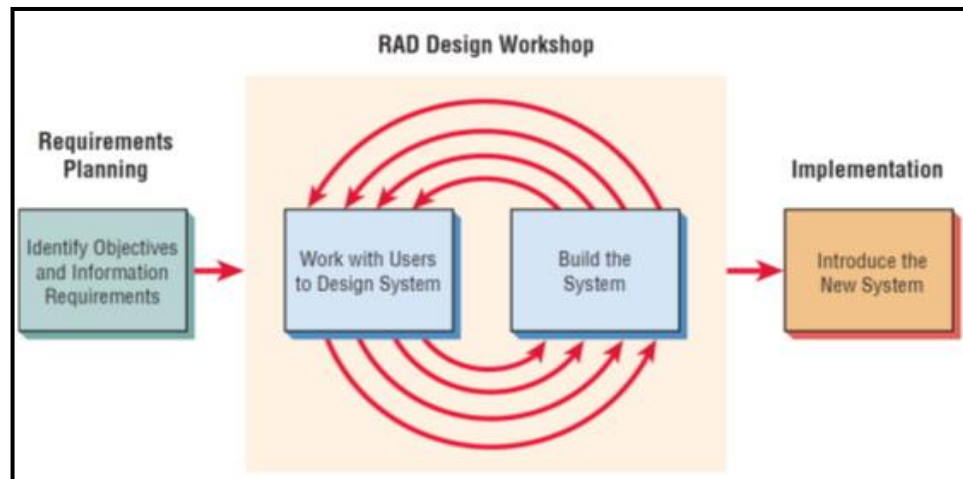 RAD Design Workshop
Requirements
Planning
Identify Objectives
and Information
Requirements
Work with Users
to Design System
Build the
System
Implementation
Introduce the
New System